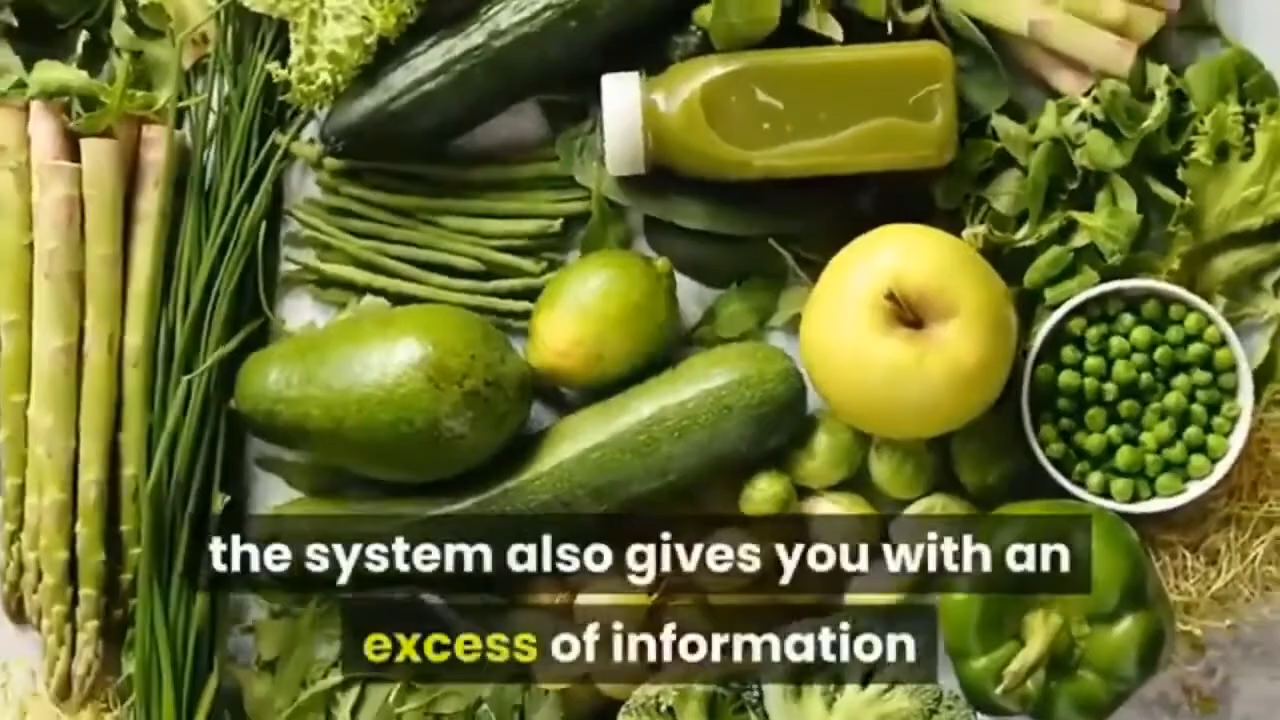 the system also gives you with an
excess of information